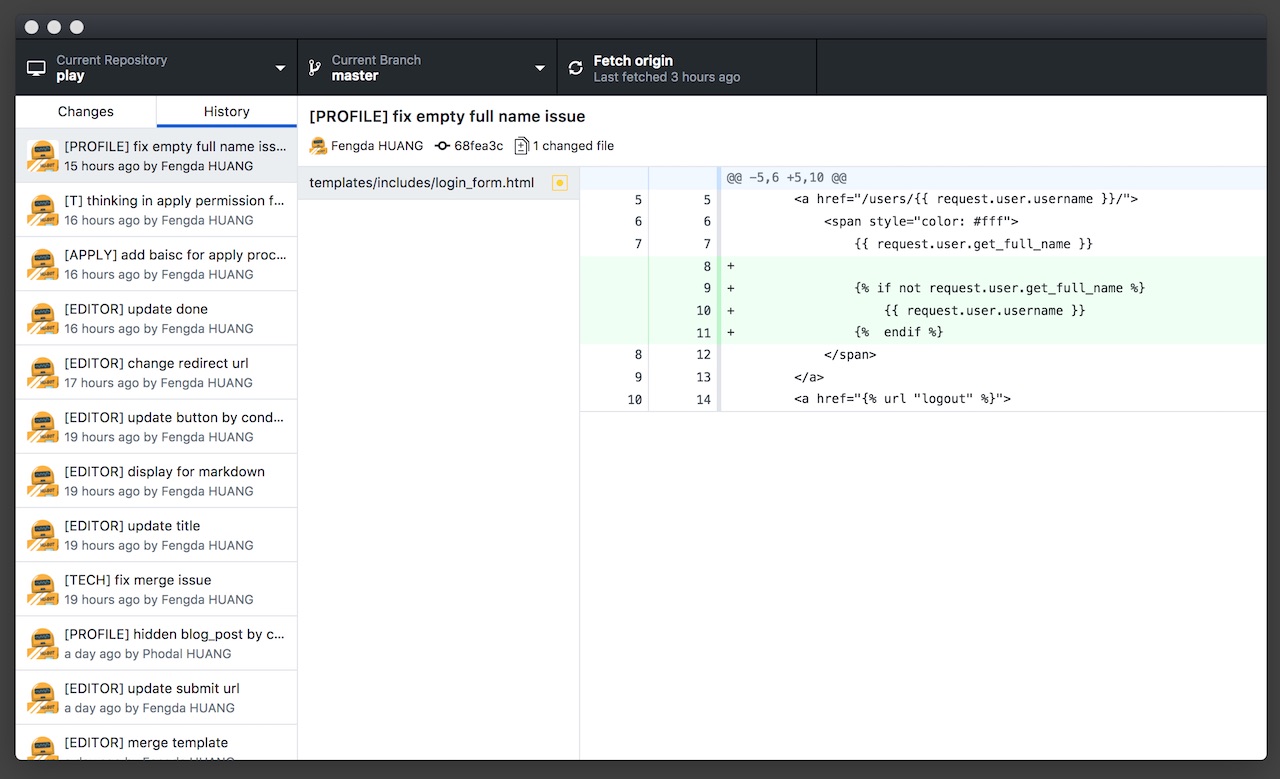 Current Repository
play
Current Branch
master
Fetch origin
Last fetched 3 hours ago
Changes
History
[PROFILE] fix empty full name iss...
15 hours ago by Fengda HUANG
[T] thinking in apply permission f...
16 hours ago by Fengda HUANG
[APPLY] add baisc for apply proc...
16 hours ago by Fengda HUANG
[EDITOR] update done
16 hours ago by Fengda HUANG
[EDITOR] change redirect url
17 hours ago by Fengda HUANG
[EDITOR] update button by cond...
19 hours ago by Fengda HUANG
[EDITOR] display for markdown
19 hours ago by Fengda HUANG
[EDITOR] update title
19 hours ago by Fengda HUANG
[TECH] fix merge issue
19 hours ago by Fengda HUANG
[PROFILE] hidden blog_post by c...
a day ago by Phodal HUANG
[EDITOR] update submit url
a day ago by Fengda HUANG
[EDITOR] merge template
[PROFILE] fix empty full name issue
Fengda HUANG 68fea3c 1 changed file
templates/includes/login_form.html
@@ -5,6 +5,10 @@
5 5 <a href="/users/{{ request.user.username }}/">
6 6 <span style="color: #fff">
7 7 {{ request.user.get_full_name }}
8 +
9 + {% if not request.user.get_full_name %}
10 + {{ request.user.username }}
11 + {%  endif %}
8 12 </span>
9 13 </a>
10 14 <a href="{% url "logout" %}">